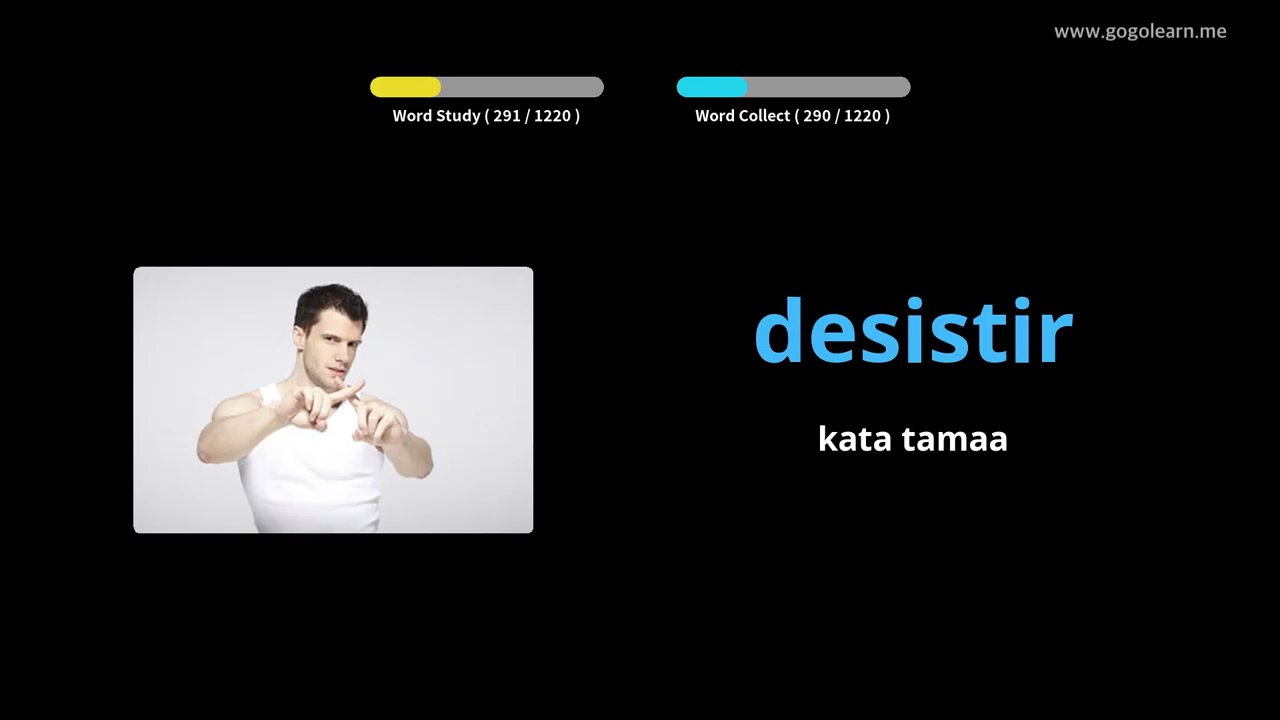 www.gogolearn.me
Word Study ( 291 / 1220 )
Word Collect ( 290 / 1220 )
desistir
kata tamaa